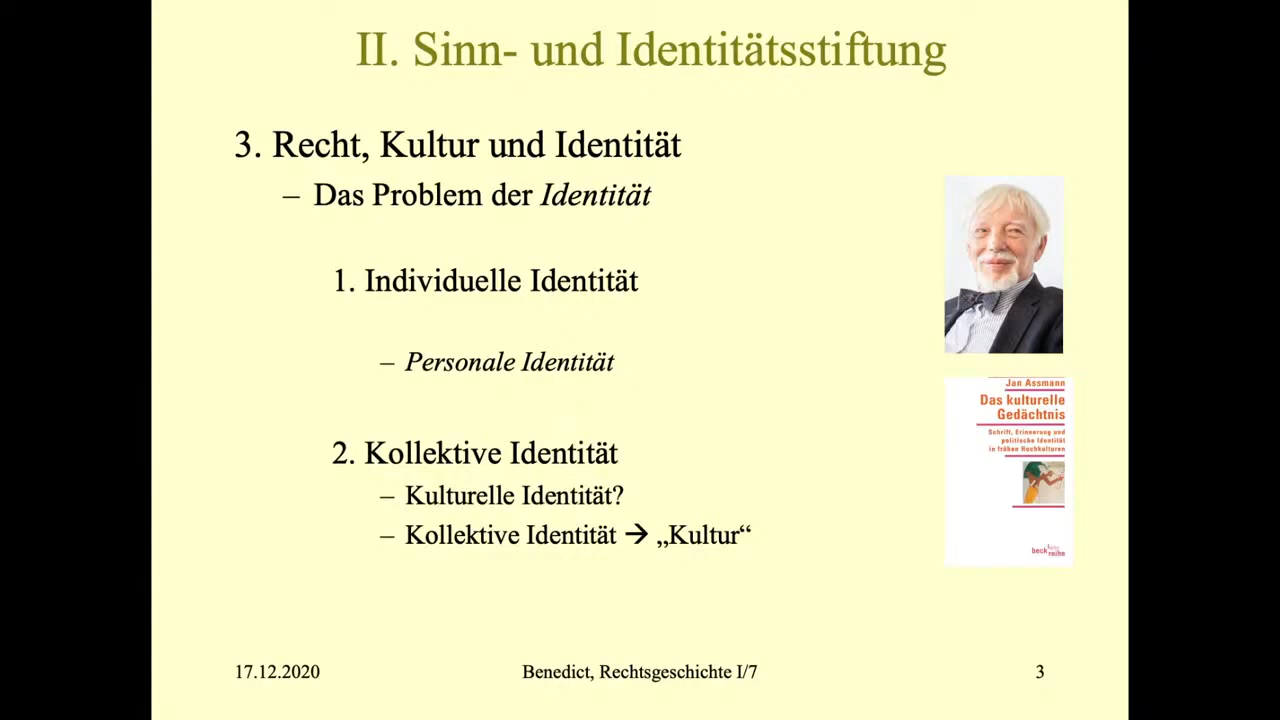 II. Sinn- und Identitätsstiftung
3. Recht, Kultur und Identität
– Das Problem der Identität
1. Individuelle Identität
– Personale Identität
2. Kollektive Identität
– Kulturelle Identität?
– Kollektive Identität → „Kultur“
Jan Assmann
Das kulturelle
Gedächtnis
Schrift, Erinnerung und
politische Identität
in frühen Hochkulturen
beck
reihe
17.12.2020
Benedict, Rechtsgeschichte I/7
3